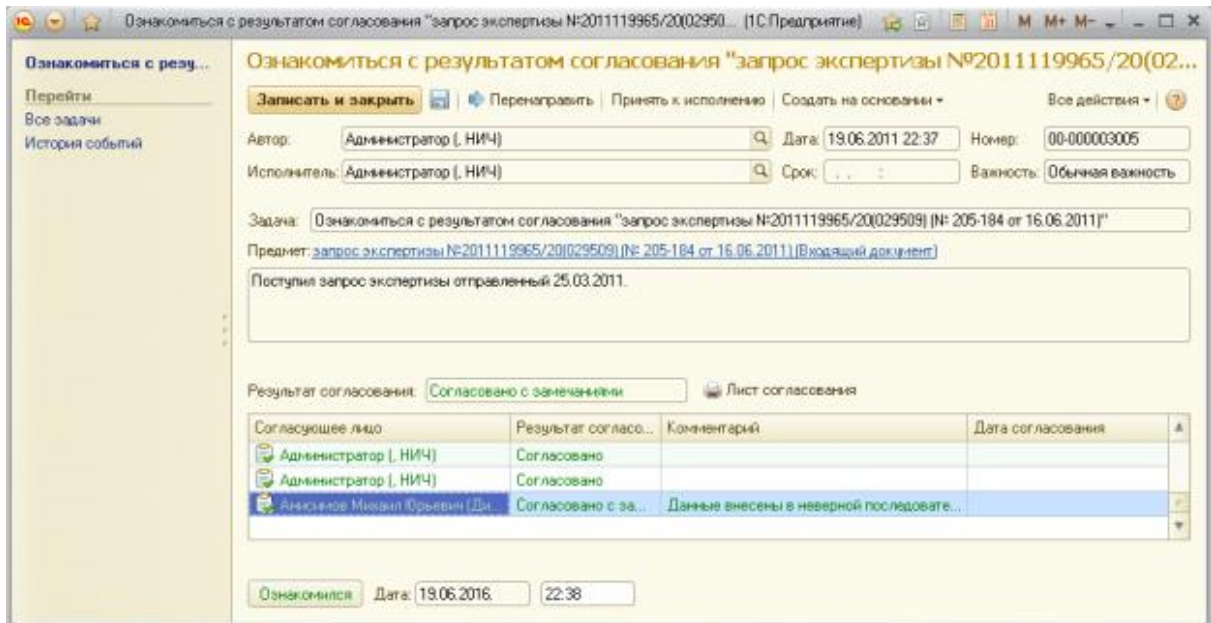 Ознакомиться с результатом согласования "запрос экспертизы №2011119965/20(02950... (1С:Предприятие) M M+ M-
Ознакомиться с резу...
Перейти
Все задачи
История событий
Ознакомиться с результатом согласования "запрос экспертизы №2011119965/20(02...
Записать и закрыть Перенаправить Принять к исполнению Создать на основании Все действия
Автор: Администратор (, НИЧ) Дата: 19.06.2011 22:37 Номер: 00-000003005
Исполнитель: Администратор (, НИЧ) Срок: . . : Важность: Обычная важность
Задача: Ознакомиться с результатом согласования "запрос экспертизы №2011119965/20(029509) (№ 205-184 от 16.06.2011)"
Предмет: запрос экспертизы №2011119965/20(029509) (№ 205-184 от 16.06.2011) (Входящий документ)
Поступил запрос экспертизы отправленный 25.03.2011.
Результат согласования: Согласовано с замечаниями Лист согласования
Согласующее лицо Результат согласо... Комментарий Дата согласования
Администратор (, НИЧ) Согласовано
Администратор (, НИЧ) Согласовано
Анисимов Михаил Юрьевич (Ди... Согласовано с за... Данные внесены в неверной последовате...
Ознакомился Дата: 19.06.2016. 22:38